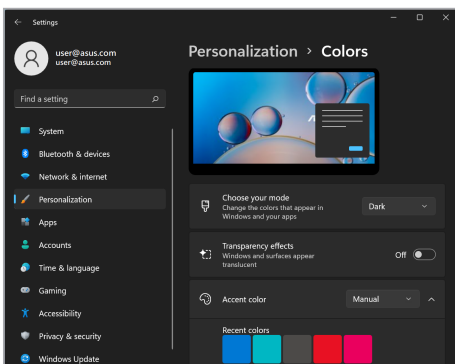 Settings
user@asus.com
user@asus.com
Find a setting
System
Bluetooth & devices
Network & internet
Personalization
Apps
Accounts
Time & language
Gaming
Accessibility
Privacy & security
Windows Update
Personalization > Colors
Choose your mode
Change the colors that appear in
Windows and your apps
Dark
Transparency effects
Windows and surfaces appear
translucent
Off
Accent color
Manual
Recent colors